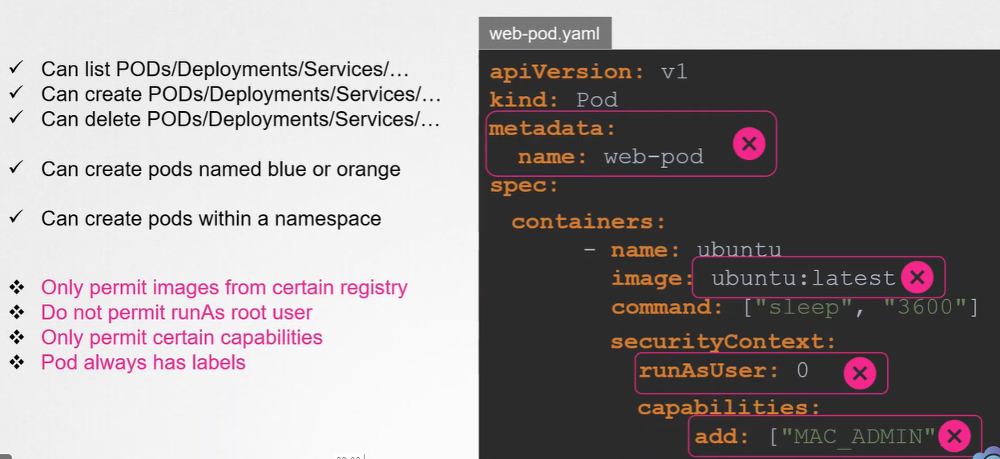 Can list PODs/Deployments/Services/…
Can create PODs/Deployments/Services/…
Can delete PODs/Deployments/Services/…
Can create pods named blue or orange
Can create pods within a namespace
Only permit images from certain registry
Do not permit runAs root user
Only permit certain capabilities
Pod always has labels
web-pod.yaml
apiVersion: v1
kind: Pod
metadata:
name: web-pod
spec:
containers:
- name: ubuntu
image: ubuntu:latest
command: ["sleep", "3600"]
securityContext:
runAsUser: 0
capabilities:
add: ["MAC_ADMIN"